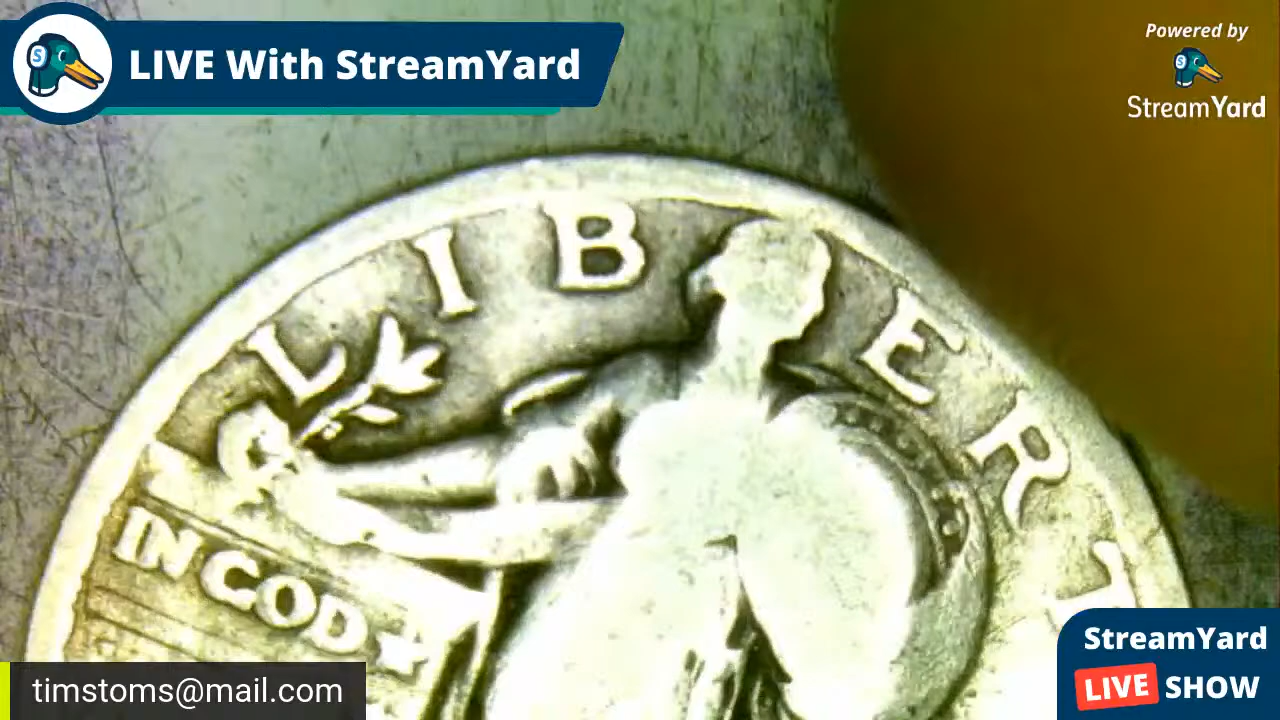 LIVE With StreamYard
Powered by
StreamYard
LIBERT
IN GOD
timstoms@mail.com
StreamYard
LIVE SHOW